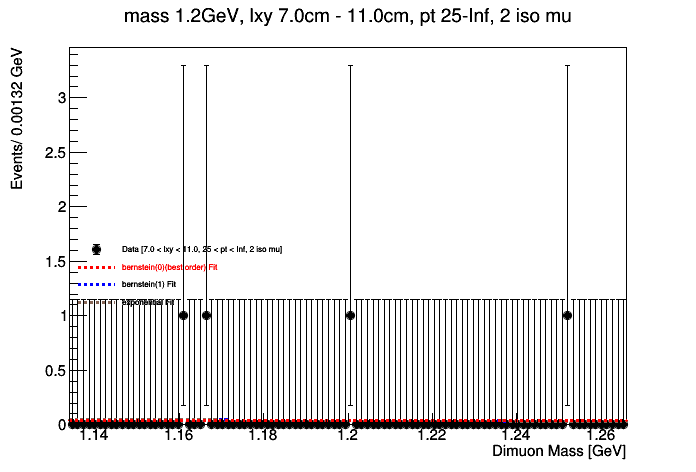 mass 1.2GeV, lxy 7.0cm - 11.0cm, pt 25-Inf, 2 iso mu
Events/ 0.00132 GeV
3
2.5
2
Data [7.0 < lxy < 11.0, 25 < pt < Inf, 2 iso mu]
bernstein(0)(best order) Fit
1.5
bernstein(1) Fit
exponential Fit
1
0.5
0
1.14 1.16 1.18 1.2 1.22 1.24 1.26
Dimuon Mass [GeV]